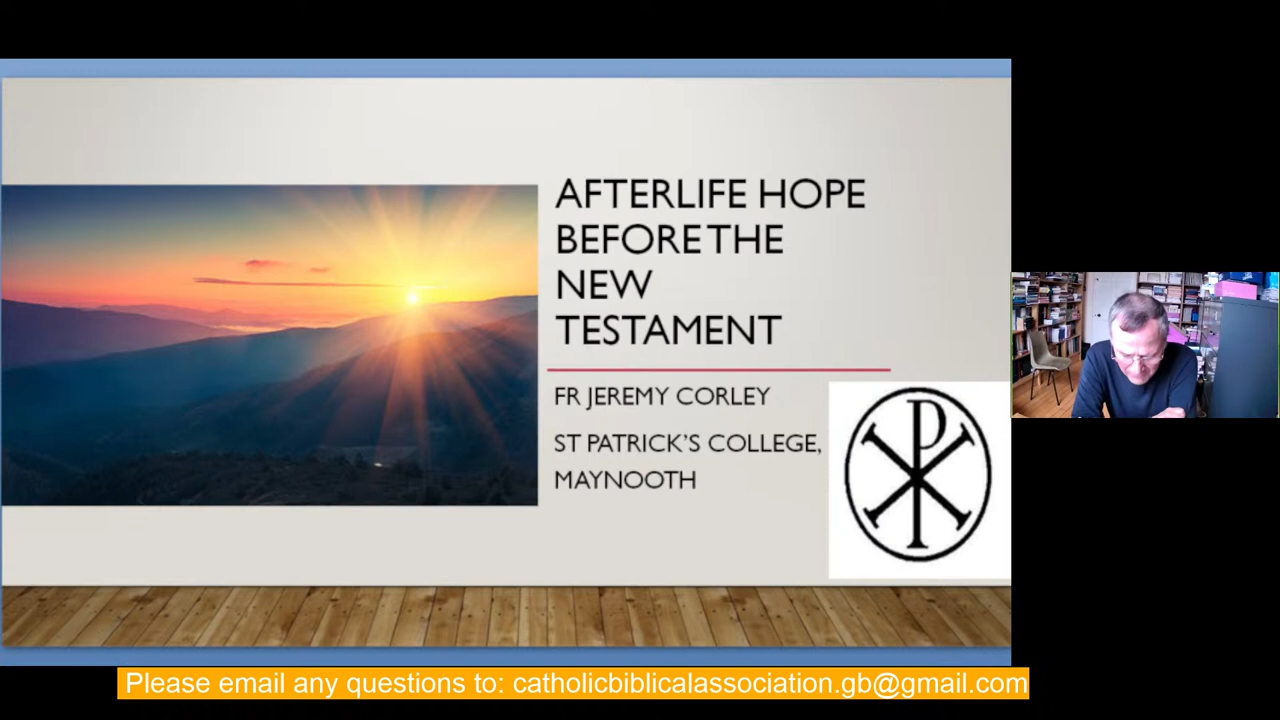 AFTERLIFE HOPE
BEFORE THE
NEW
TESTAMENT
FR JEREMY CORLEY
ST PATRICK'S COLLEGE,
MAYNOOTH
Please email any questions to: catholicbiblicalassociation.gb@gmail.com